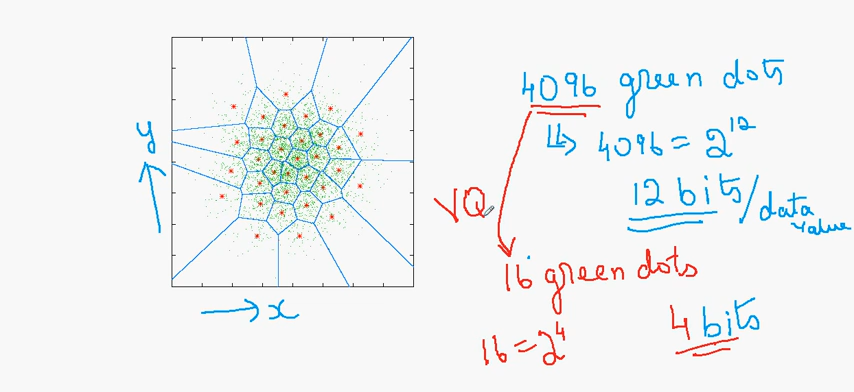 y
x
4096 green dots
4096 = 2^12
12 bits/data value
VQ
16 green dots
16 = 2^4
4 bits